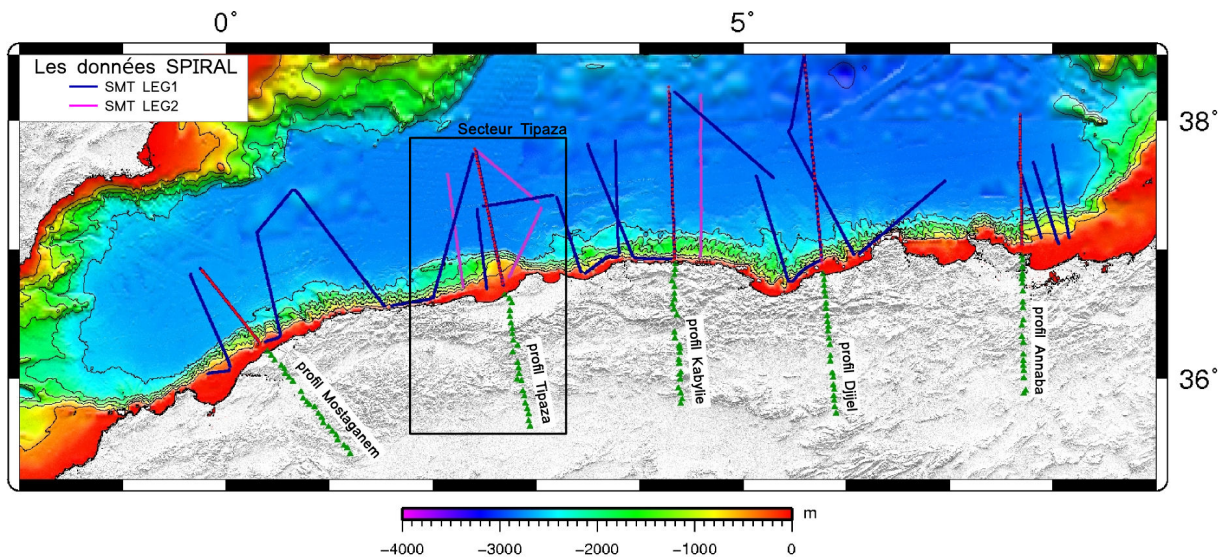 0° 5°
Les données SPIRAL
SMT LEG1
SMT LEG2
38°
Secteur Tipaza
36°
profil Mostaganem
profil Tipaza
profil Kabylie
profil Djijel
profil Annaba
m
−4000 −3000 −2000 −1000 0